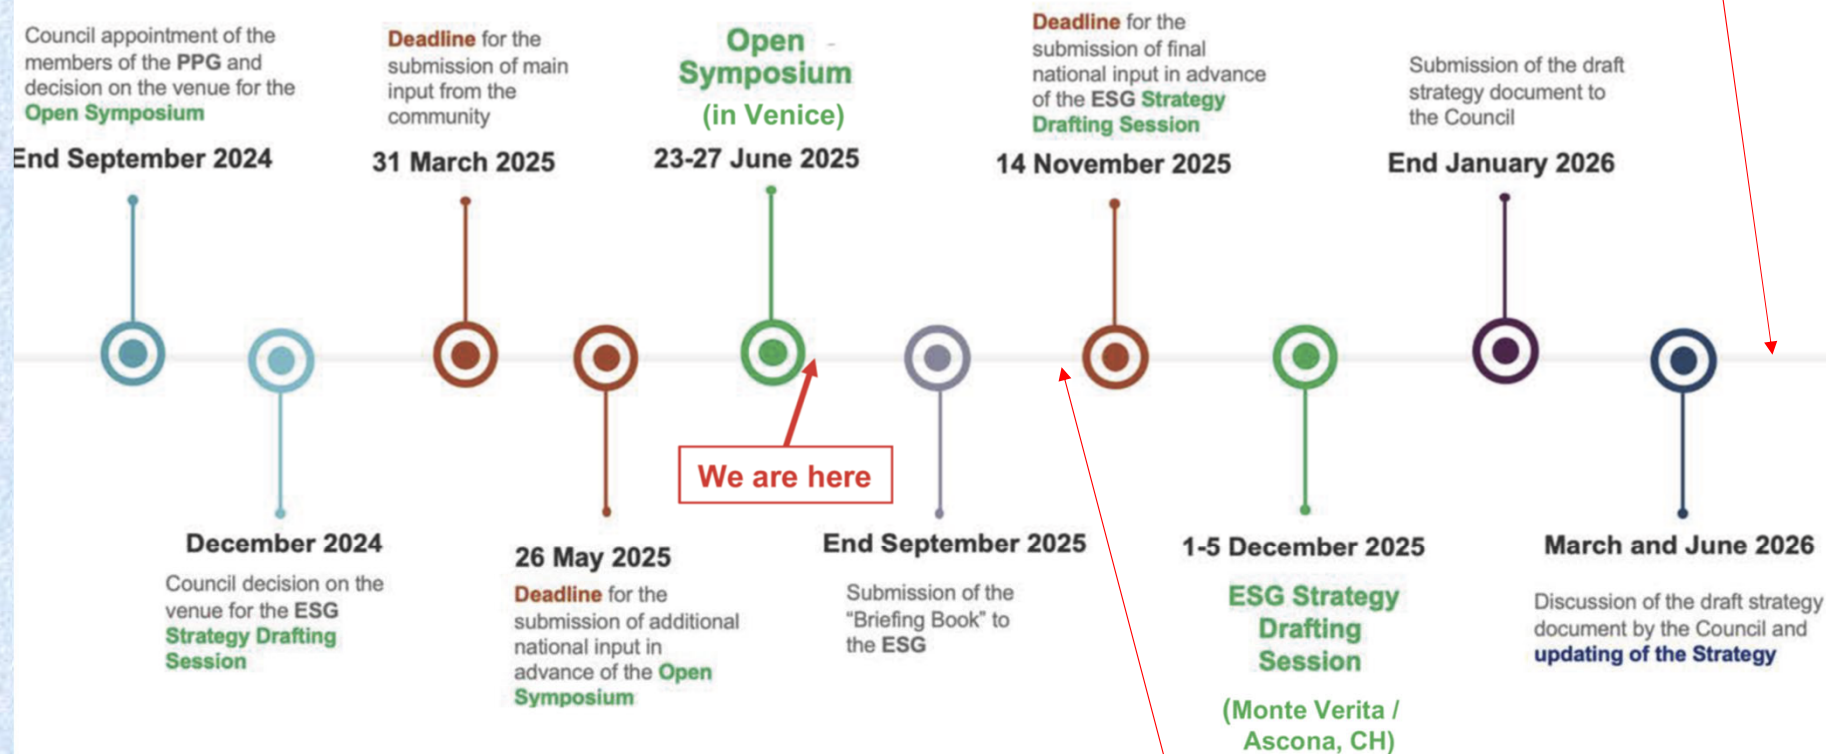 Council appointment of the
members of the PPG and
decision on the venue for the
Open Symposium
End September 2024
Deadline for the
submission of main
input from the
community
31 March 2025
Open
Symposium
(in Venice)
23-27 June 2025
Deadline for the
submission of final
national input in advance
of the ESG Strategy
Drafting Session
14 November 2025
Submission of the draft
strategy document to
the Council
End January 2026
We are here
December 2024
Council decision on the
venue for the ESG
Strategy Drafting
Session
26 May 2025
Deadline for the
submission of additional
national input in
advance of the Open
Symposium
End September 2025
Submission of the
“Briefing Book” to
the ESG
1-5 December 2025
ESG Strategy
Drafting
Session
(Monte Verita /
Ascona, CH)
March and June 2026
Discussion of the draft strategy
document by the Council and
updating of the Strategy